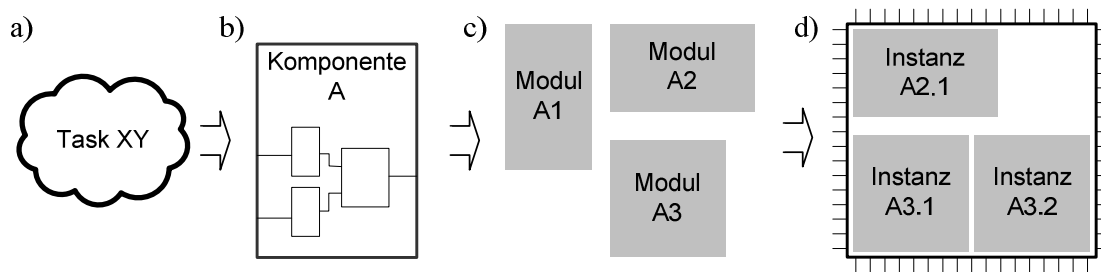 a)
Task XY
b)
Komponente
A
c)
Modul
A1
Modul
A2
Modul
A3
d)
Instanz
A2.1
Instanz
A3.1
Instanz
A3.2